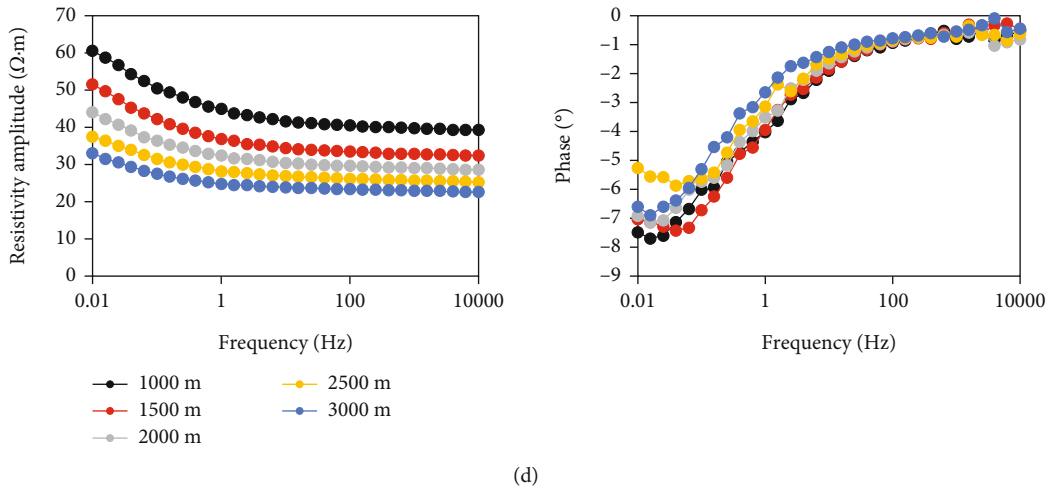 70
60
50
40
30
20
10
0
Resistivity amplitude (Ω·m)
0.01 1 100 10000
Frequency (Hz)
0
−1
−2
−3
−4
−5
−6
−7
−8
−9
Phase (°)
0.01 1 100 10000
Frequency (Hz)
1000 m
1500 m
2000 m
2500 m
3000 m
(d)